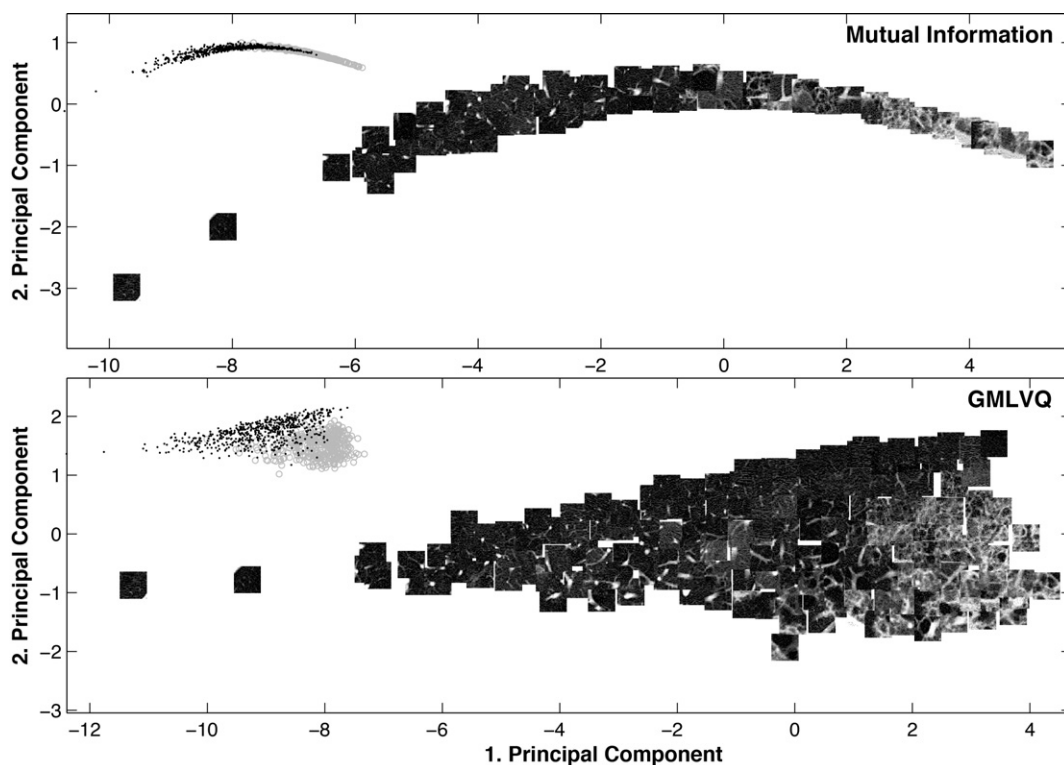 Mutual Information
2. Principal Component
1
0
−1
−2
−3
−10 −8 −6 −4 −2 0 2 4
GMLVQ
2. Principal Component
2
1
0
−1
−2
−3
−12 −10 −8 −6 −4 −2 0 2 4
1. Principal Component